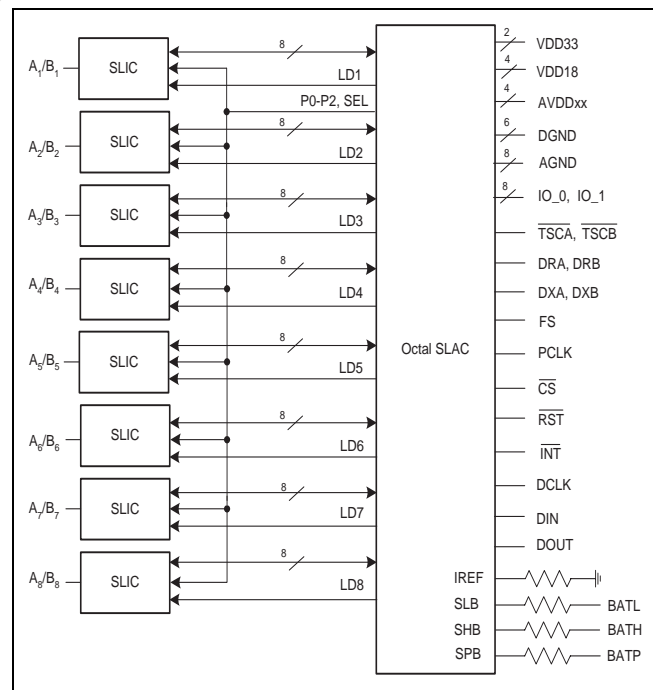 2
VDD33
A1/B1
SLIC
8
4
VDD18
LD1
4
AVDDxx
P0-P2, SEL
6
DGND
A2/B2
SLIC
8
8
AGND
LD2
8
IO_0, IO_1
A3/B3
SLIC
8
TSCA, TSCB
LD3
DRA, DRB
A4/B4
SLIC
8
DXA, DXB
LD4
FS
Octal SLAC
PCLK
A5/B5
SLIC
8
LD5
CS
RST
A6/B6
SLIC
8
LD6
INT
DCLK
A7/B7
SLIC
8
LD7
DIN
DOUT
A8/B8
SLIC
8
IREF
LD8
SLB
BATL
SHB
BATH
SPB
BATP